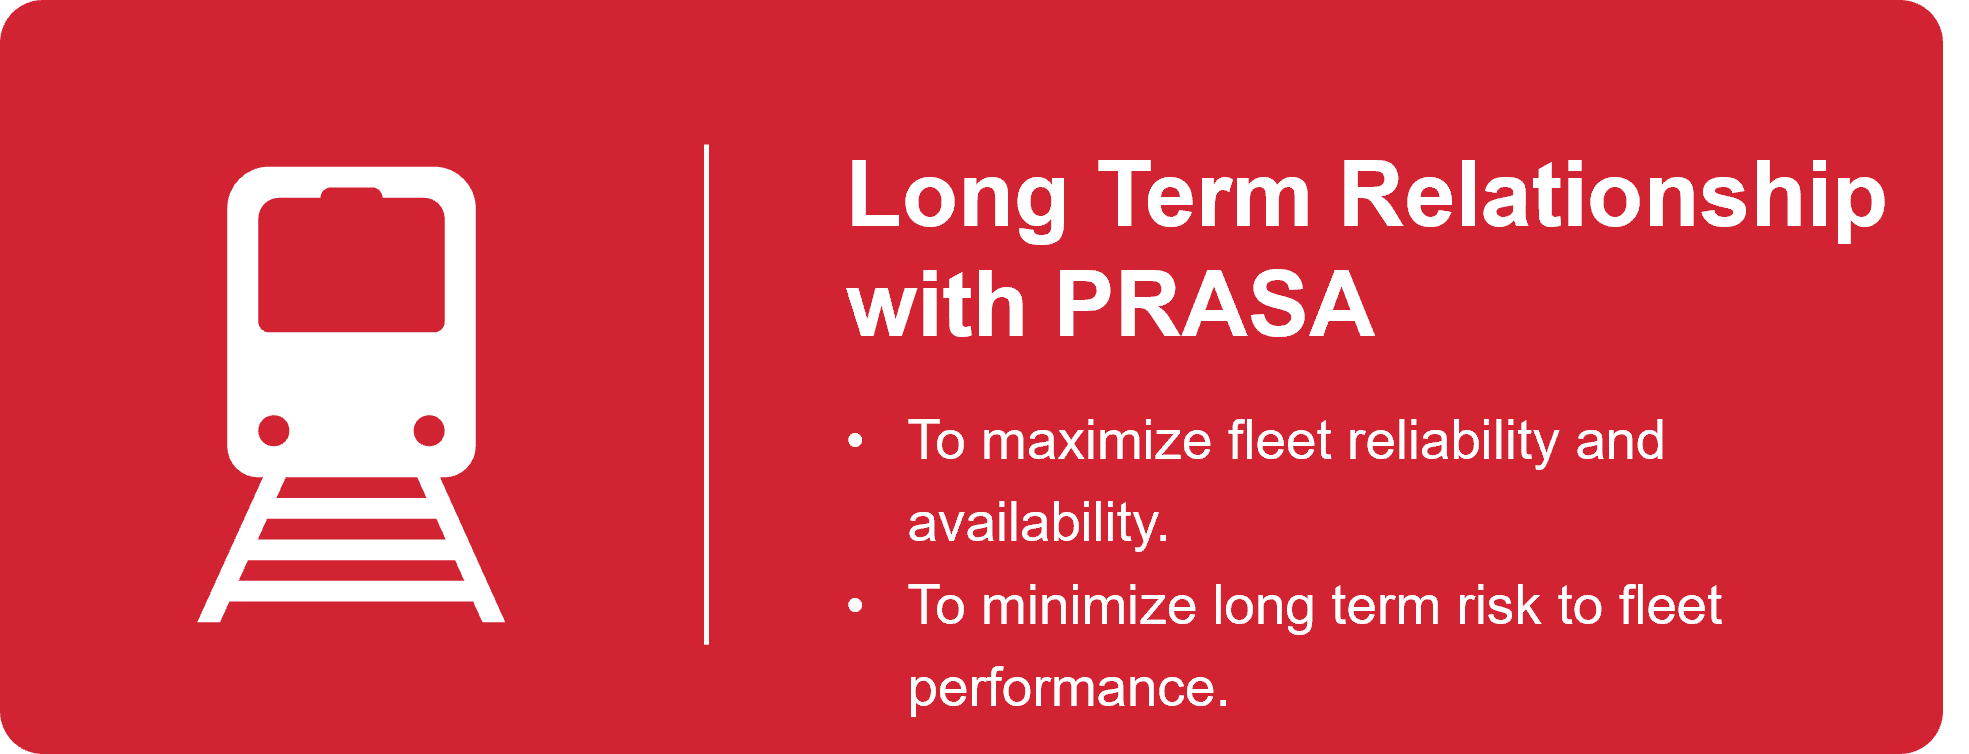 Long Term Relationship
with PRASA
• To maximize fleet reliability and
availability.
• To minimize long term risk to fleet
performance.